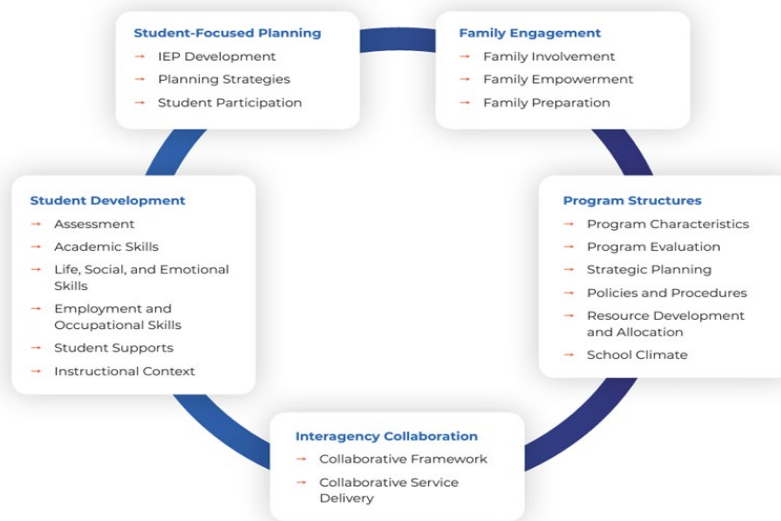 Student-Focused Planning
→ IEP Development
→ Planning Strategies
→ Student Participation
Family Engagement
→ Family Involvement
→ Family Empowerment
→ Family Preparation
Student Development
→ Assessment
→ Academic Skills
→ Life, Social, and Emotional
Skills
→ Employment and
Occupational Skills
→ Student Supports
→ Instructional Context
Program Structures
→ Program Characteristics
→ Program Evaluation
→ Strategic Planning
→ Policies and Procedures
→ Resource Development
and Allocation
→ School Climate
Interagency Collaboration
→ Collaborative Framework
→ Collaborative Service
Delivery